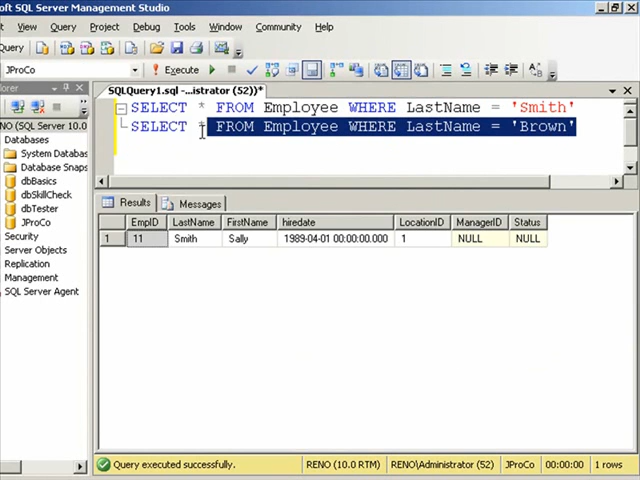 oft SQL Server Management Studio
View Query Project Debug Tools Window Community Help
Query
JProCo Execute
SQLQuery1.sql -...istrator (52))*
SELECT * FROM Employee WHERE LastName = 'Smith'
SELECT * FROM Employee WHERE LastName = 'Brown'
lorer
NO (SQL Server 10.0
Databases
System Databas
Database Snaps
dbBasics
dbSkillCheck
dbTester
JProCo
Security
Server Objects
Replication
Management
SQL Server Agent
Results Messages
EmpID LastName FirstName hiredate LocationID ManagerID Status
1 11 Smith Sally 1989-04-01 00:00:00.000 1 NULL NULL
Query executed successfully. RENO (10.0 RTM) RENO\Administrator (52) JProCo 00:00:00 1 rows